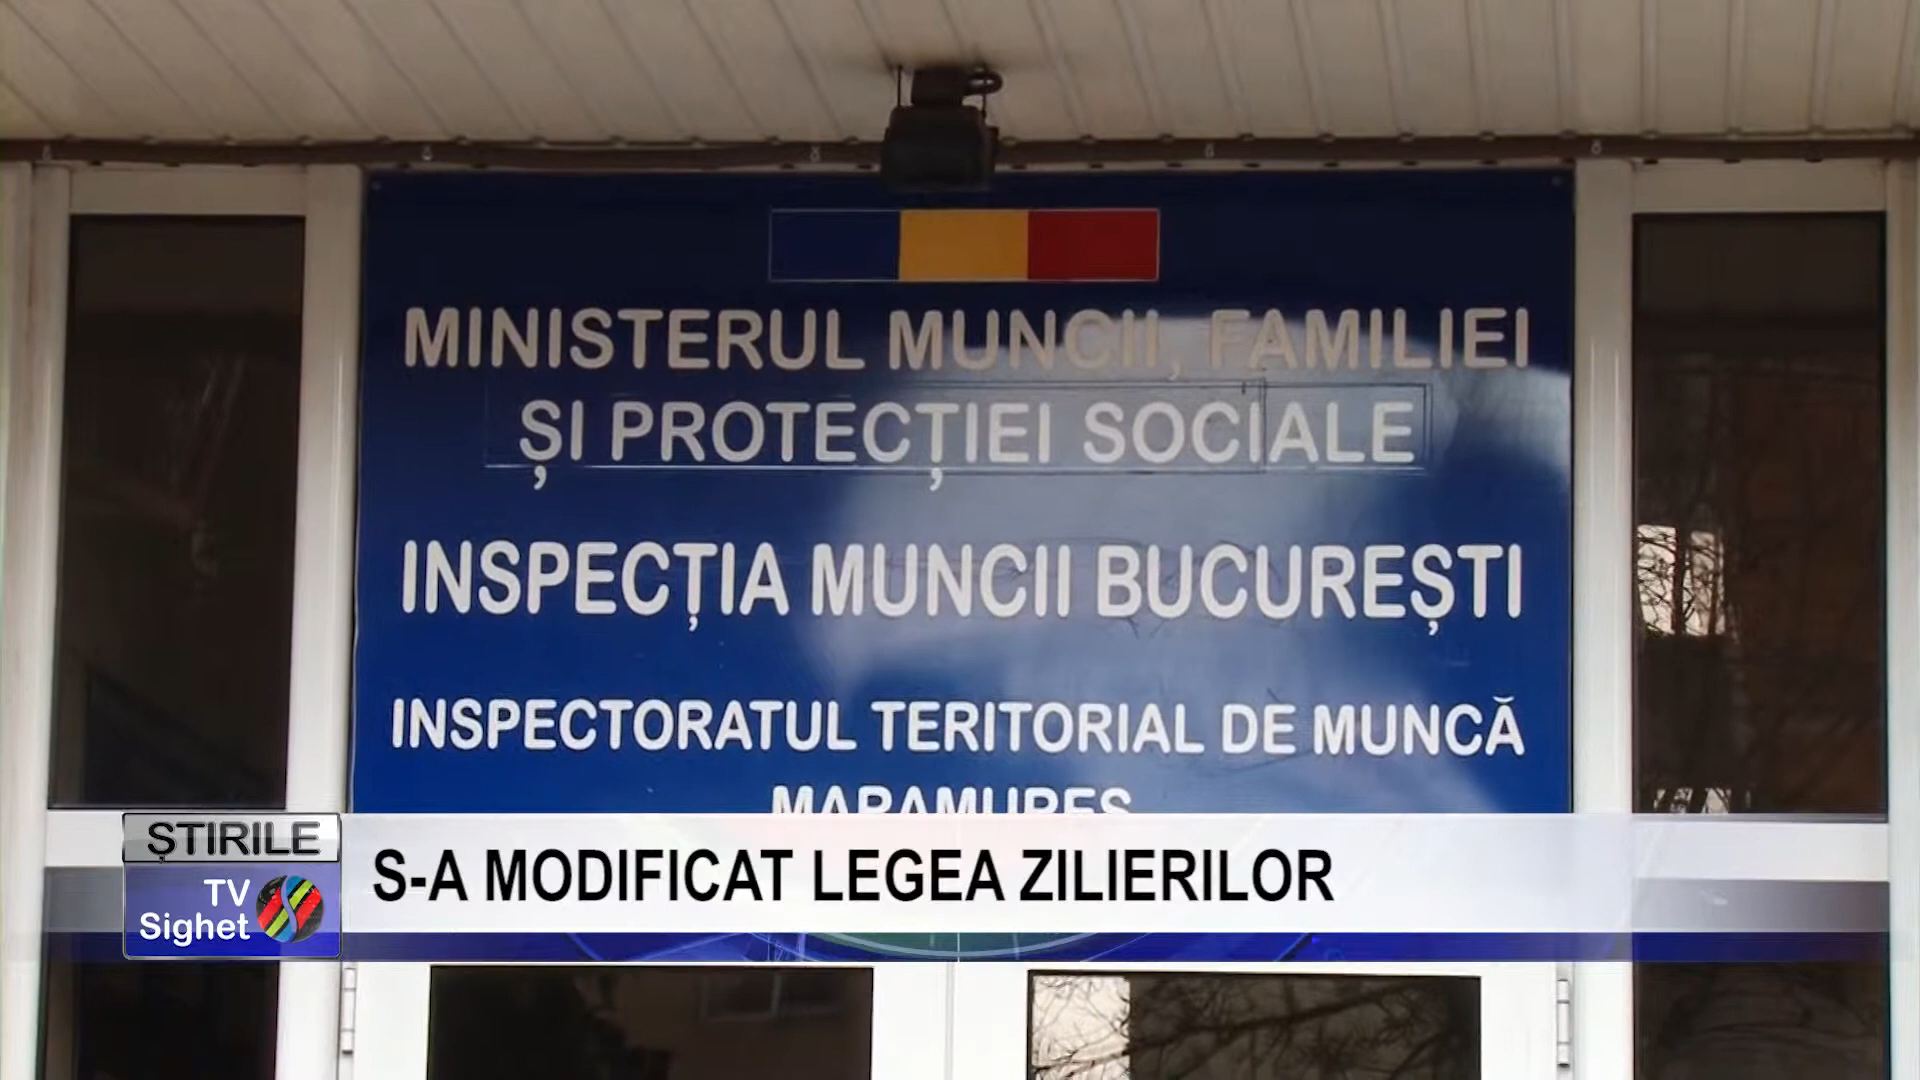 MINISTERUL MUNCII, FAMILIEI
ȘI PROTECȚIEI SOCIALE
INSPECȚIA MUNCII BUCUREȘTI
INSPECTORATUL TERITORIAL DE MUNCĂ
MARAMUREȘ
ȘTIRILE
TV
Sighet
S-A MODIFICAT LEGEA ZILIERILOR